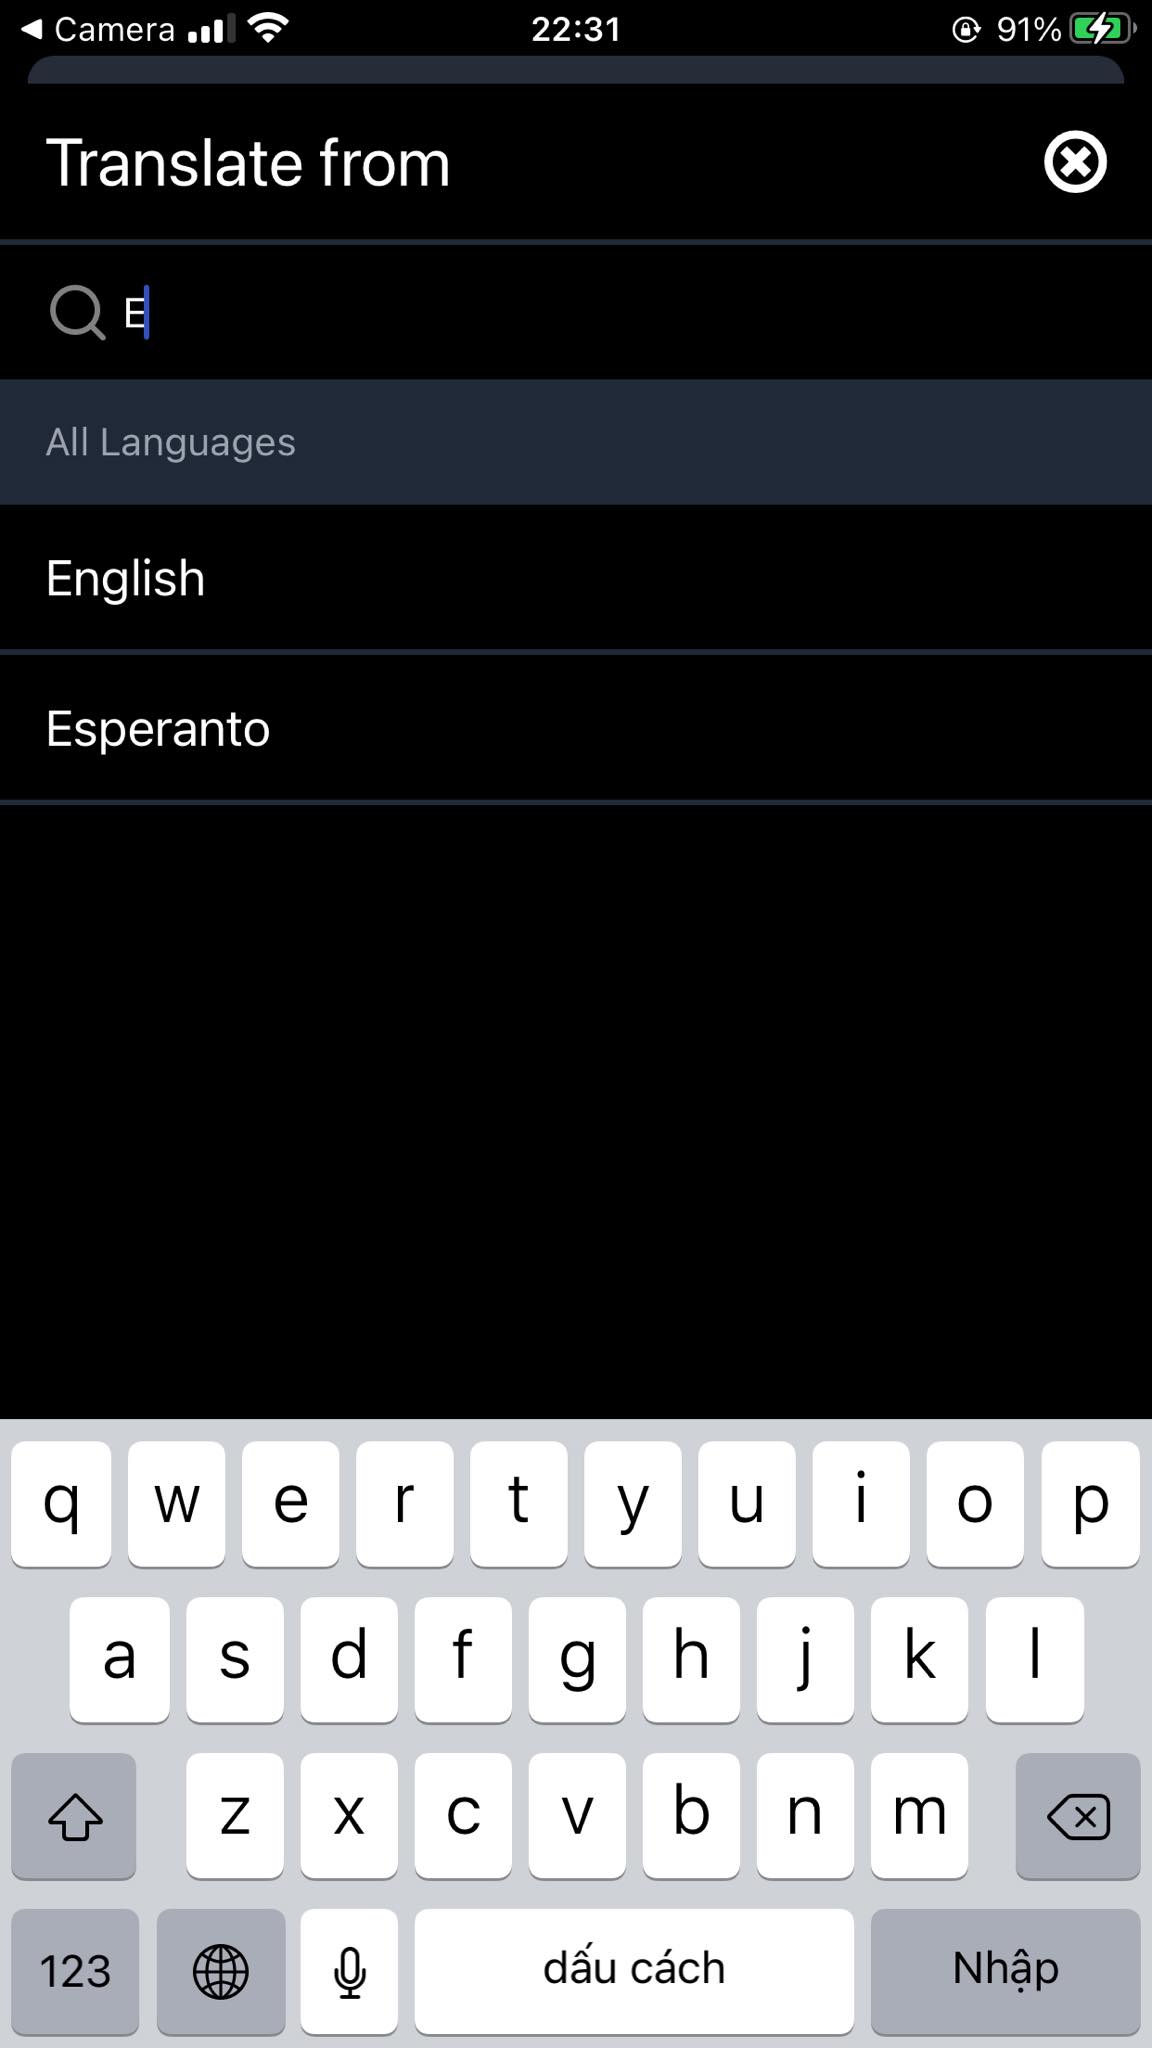 Camera 22:31 91%
Translate from
E
All Languages
English
Esperanto
q w e r t y u i o p
a s d f g h j k l
z x c v b n m
123 dấu cách Nhập